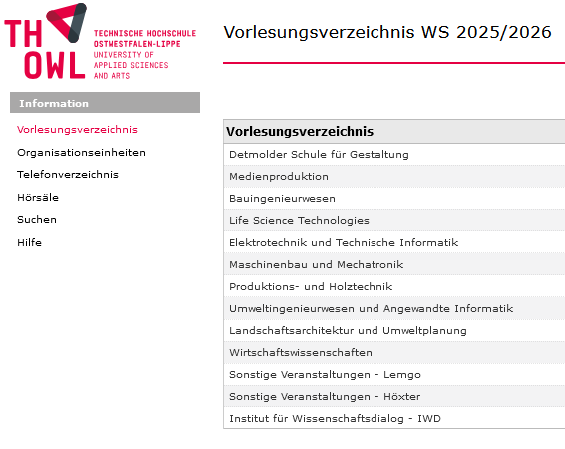 TH OWL
TECHNISCHE HOCHSCHULE
OSTWESTFALEN-LIPPE
UNIVERSITY OF
APPLIED SCIENCES
AND ARTS
Vorlesungsverzeichnis WS 2025/2026
Information
Vorlesungsverzeichnis
Organisationseinheiten
Telefonverzeichnis
Hörsäle
Suchen
Hilfe
Vorlesungsverzeichnis
Detmolder Schule für Gestaltung
Medienproduktion
Bauingenieurwesen
Life Science Technologies
Elektrotechnik und Technische Informatik
Maschinenbau und Mechatronik
Produktions- und Holztechnik
Umweltingenieurwesen und Angewandte Informatik
Landschaftsarchitektur und Umweltplanung
Wirtschaftswissenschaften
Sonstige Veranstaltungen - Lemgo
Sonstige Veranstaltungen - Höxter
Institut für Wissenschaftsdialog - IWD